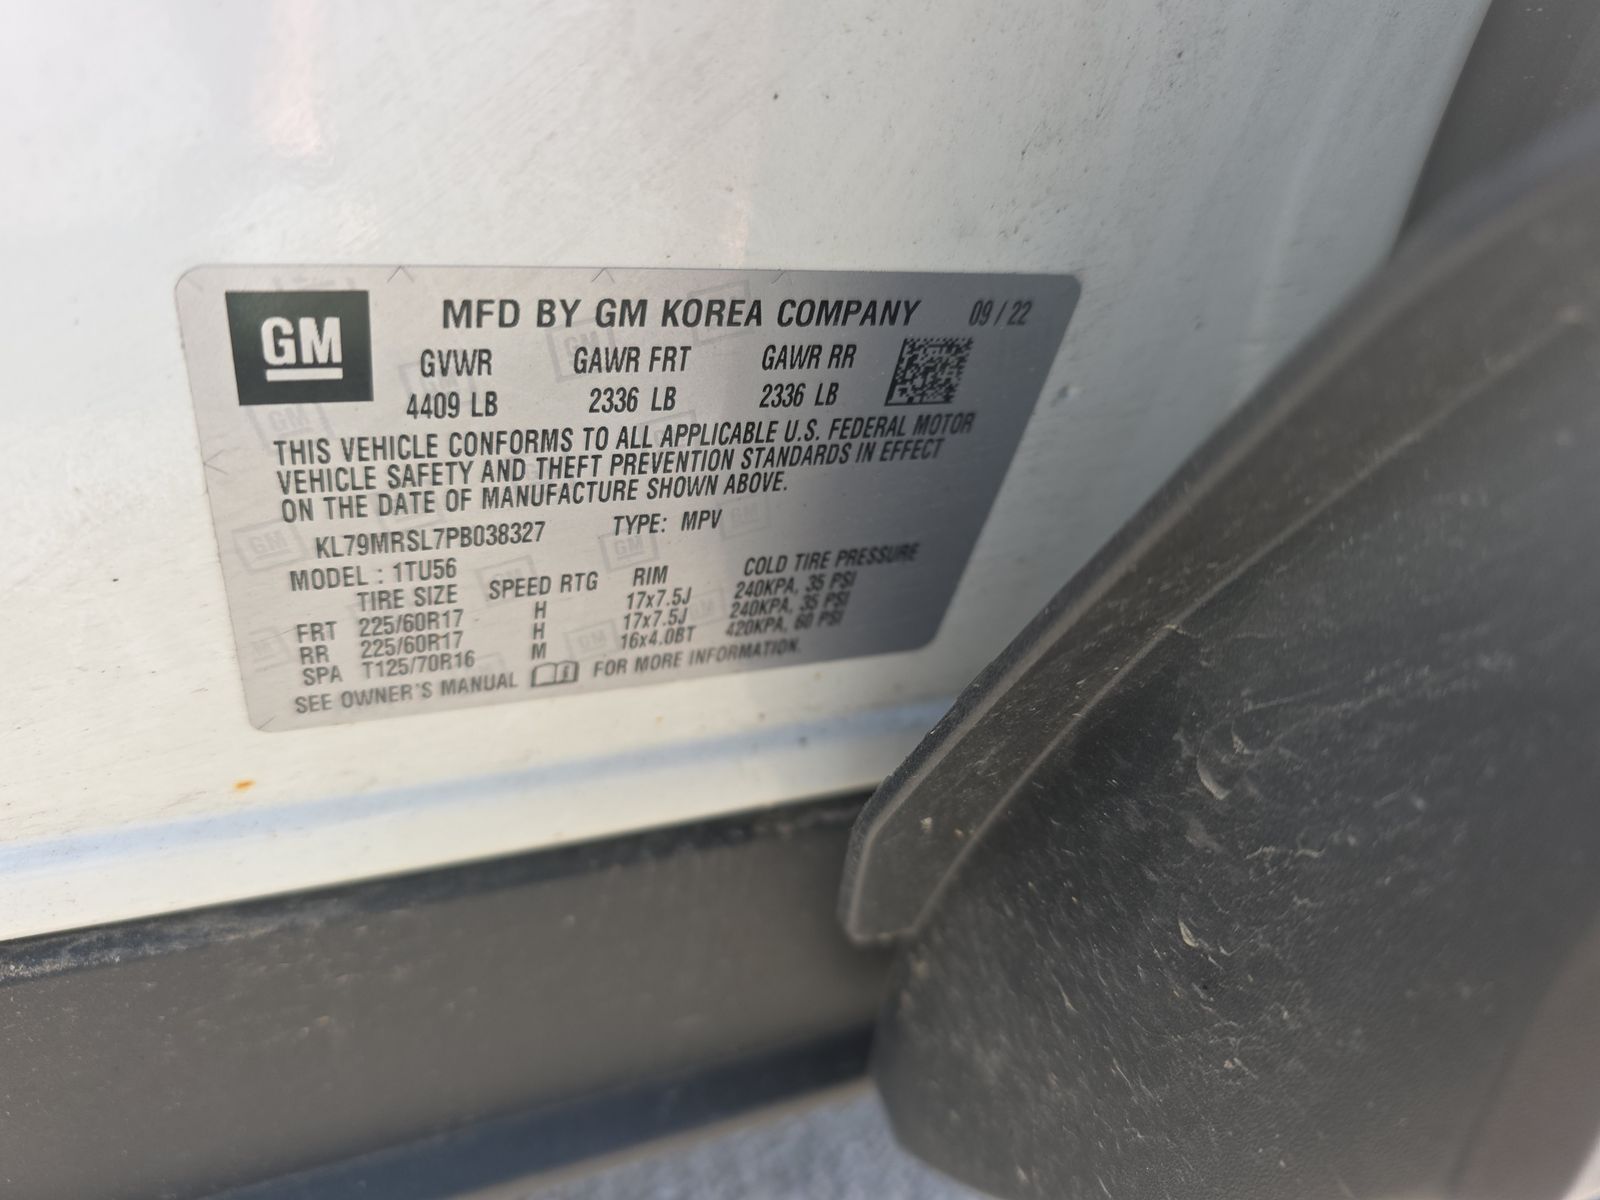 GM
MFD BY GM KOREA COMPANY 09 / 22
GVWR GAWR FRT GAWR RR
4409 LB 2336 LB 2336 LB
THIS VEHICLE CONFORMS TO ALL APPLICABLE U.S. FEDERAL MOTOR
VEHICLE SAFETY AND THEFT PREVENTION STANDARDS IN EFFECT
ON THE DATE OF MANUFACTURE SHOWN ABOVE.
KL79MRSL7PB038327 TYPE: MPV
MODEL : 1TU56
TIRE SIZE SPEED RTG RIM COLD TIRE PRESSURE
FRT 225/60R17 H 17x7.5J 240KPA, 35 PSI
RR 225/60R17 H 17x7.5J 240KPA, 35 PSI
SPA T125/70R16 M 16x4.0BT 420KPA, 60 PSI
SEE OWNER'S MANUAL FOR MORE INFORMATION.